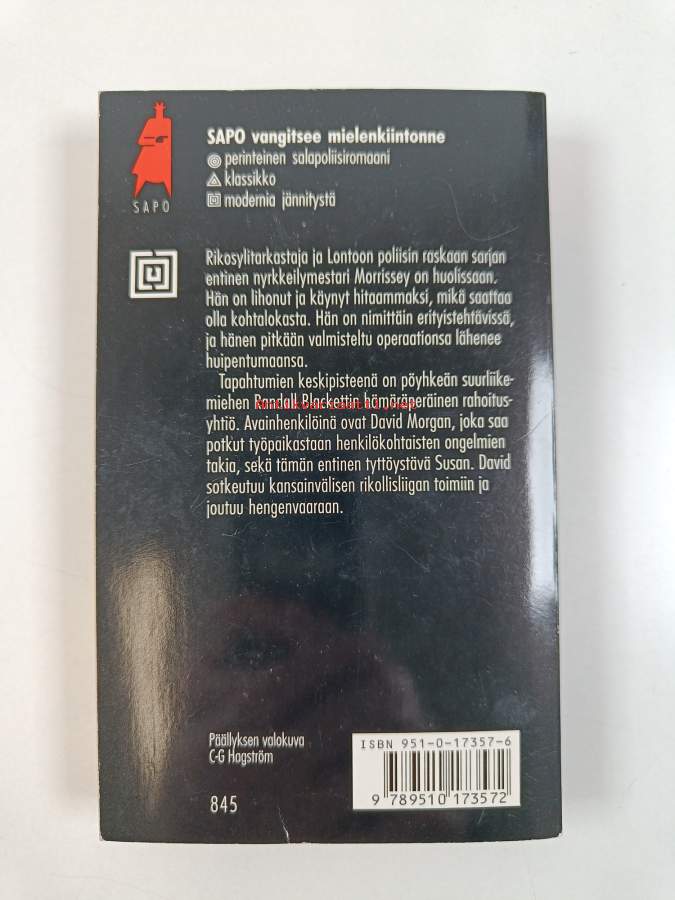 SAPO vangitsee mielenkiintonne
perinteinen salapoliisiromaani
klassikko
modernia jännitystä
SAPO
Rikosylitarkastaja ja Lontoon poliisin raskaan sarjan
entinen nyrkkeilymestari Morrissey on huolissaan.
Hän on lihonut ja käynyt hitaammaksi, mikä saattaa
olla kohtalokasta. Hän on nimittäin erityistehtävissä,
ja hänen pitkään valmisteltu operaationsa lähenee
huipentumaansa.
Tapahtumien keskipisteenä on pöyhkeän suurliike-
miehen Randall Blackettin hämäräperäinen rahoitus-
yhtiö. Avainhenkilöinä ovat David Morgan, joka saa
potkut työpaikastaan henkilökohtaisten ongelmien
takia, sekä tämän entinen tyttöystävä Susan. David
sotkeutuu kansainvälisen rikollisliigan toimiin ja
joutuu hengenvaaraan.
Päällyksen valokuva
C-G Hagström
845
ISBN 951-0-17357-6
9 789510 173572